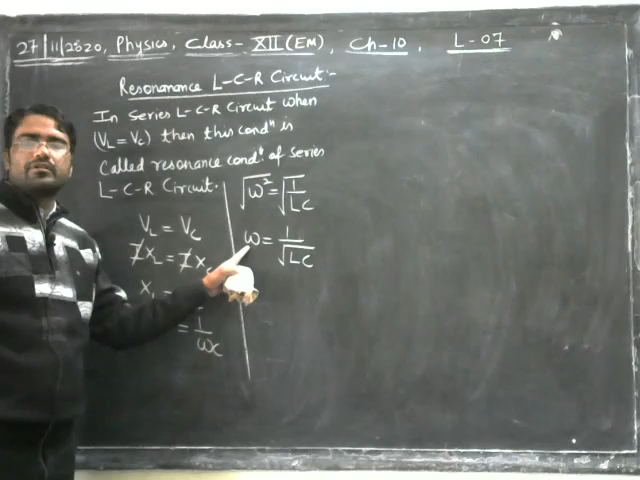 27/11/2020, Physics, Class- XII (EM), Ch-10, L-07
Resonanance L-C-R Circuit:-
In Series L-C-R Circuit when
(VL = VC) then this condⁿ is
Called resonance condⁿ. of series
L-C-R Circuit.
VL = VC
IXL = IXC
XL =
= 1/ωC
√ω² = √1/LC
ω = 1/√LC